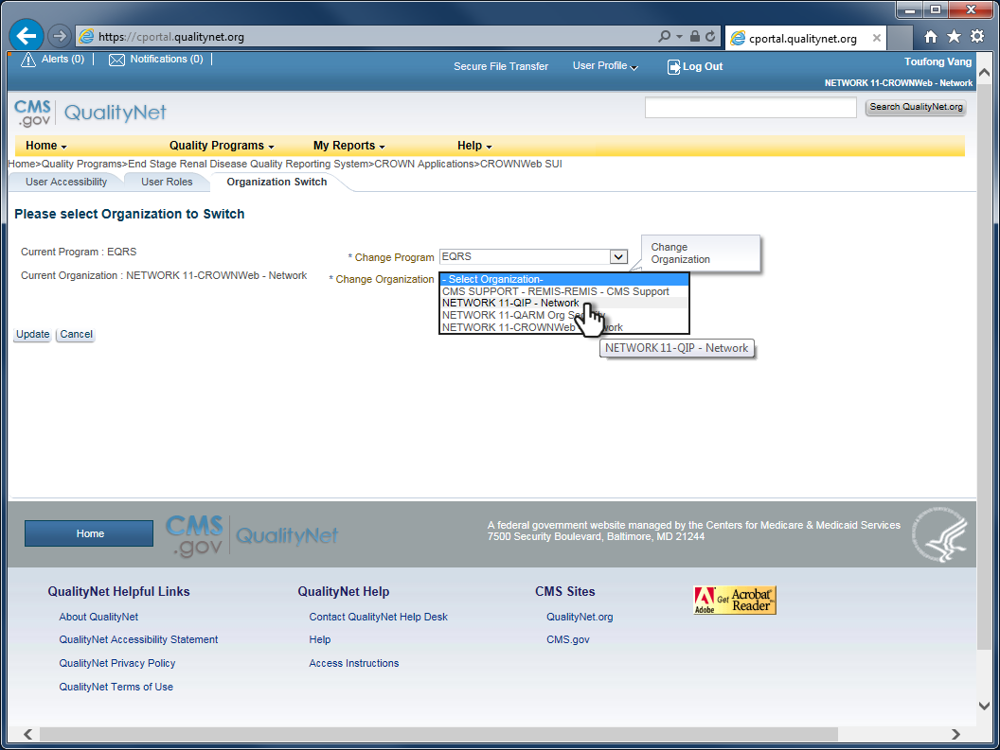 https://cportal.qualitynet.org
cportal.qualitynet.org
Alerts (0)
Notifications (0)
Secure File Transfer
User Profile
Log Out
Toufong Vang
NETWORK 11-CROWNWeb - Network
CMS
.gov
QualityNet
Search QualityNet.org
Home
Quality Programs
My Reports
Help
Home>Quality Programs>End Stage Renal Disease Quality Reporting System>CROWN Applications>CROWNWeb SUI
User Accessibility
User Roles
Organization Switch
Please select Organization to Switch
Current Program : EQRS
* Change Program
EQRS
Change
Organization
Current Organization : NETWORK 11-CROWNWeb - Network
* Change Organization
- Select Organization-
CMS SUPPORT - REMIS-REMIS - CMS Support
NETWORK 11-QIP - Network
NETWORK 11-QARM Org
NETWORK 11-CROWNWeb
NETWORK 11-QIP - Network
Update
Cancel
Home
CMS
.gov
QualityNet
A federal government website managed by the Centers for Medicare & Medicaid Services
7500 Security Boulevard, Baltimore, MD 21244
QualityNet Helpful Links
About QualityNet
QualityNet Accessibility Statement
QualityNet Privacy Policy
QualityNet Terms of Use
QualityNet Help
Contact QualityNet Help Desk
Help
Access Instructions
CMS Sites
QualityNet.org
CMS.gov
Adobe
Get Acrobat
Reader